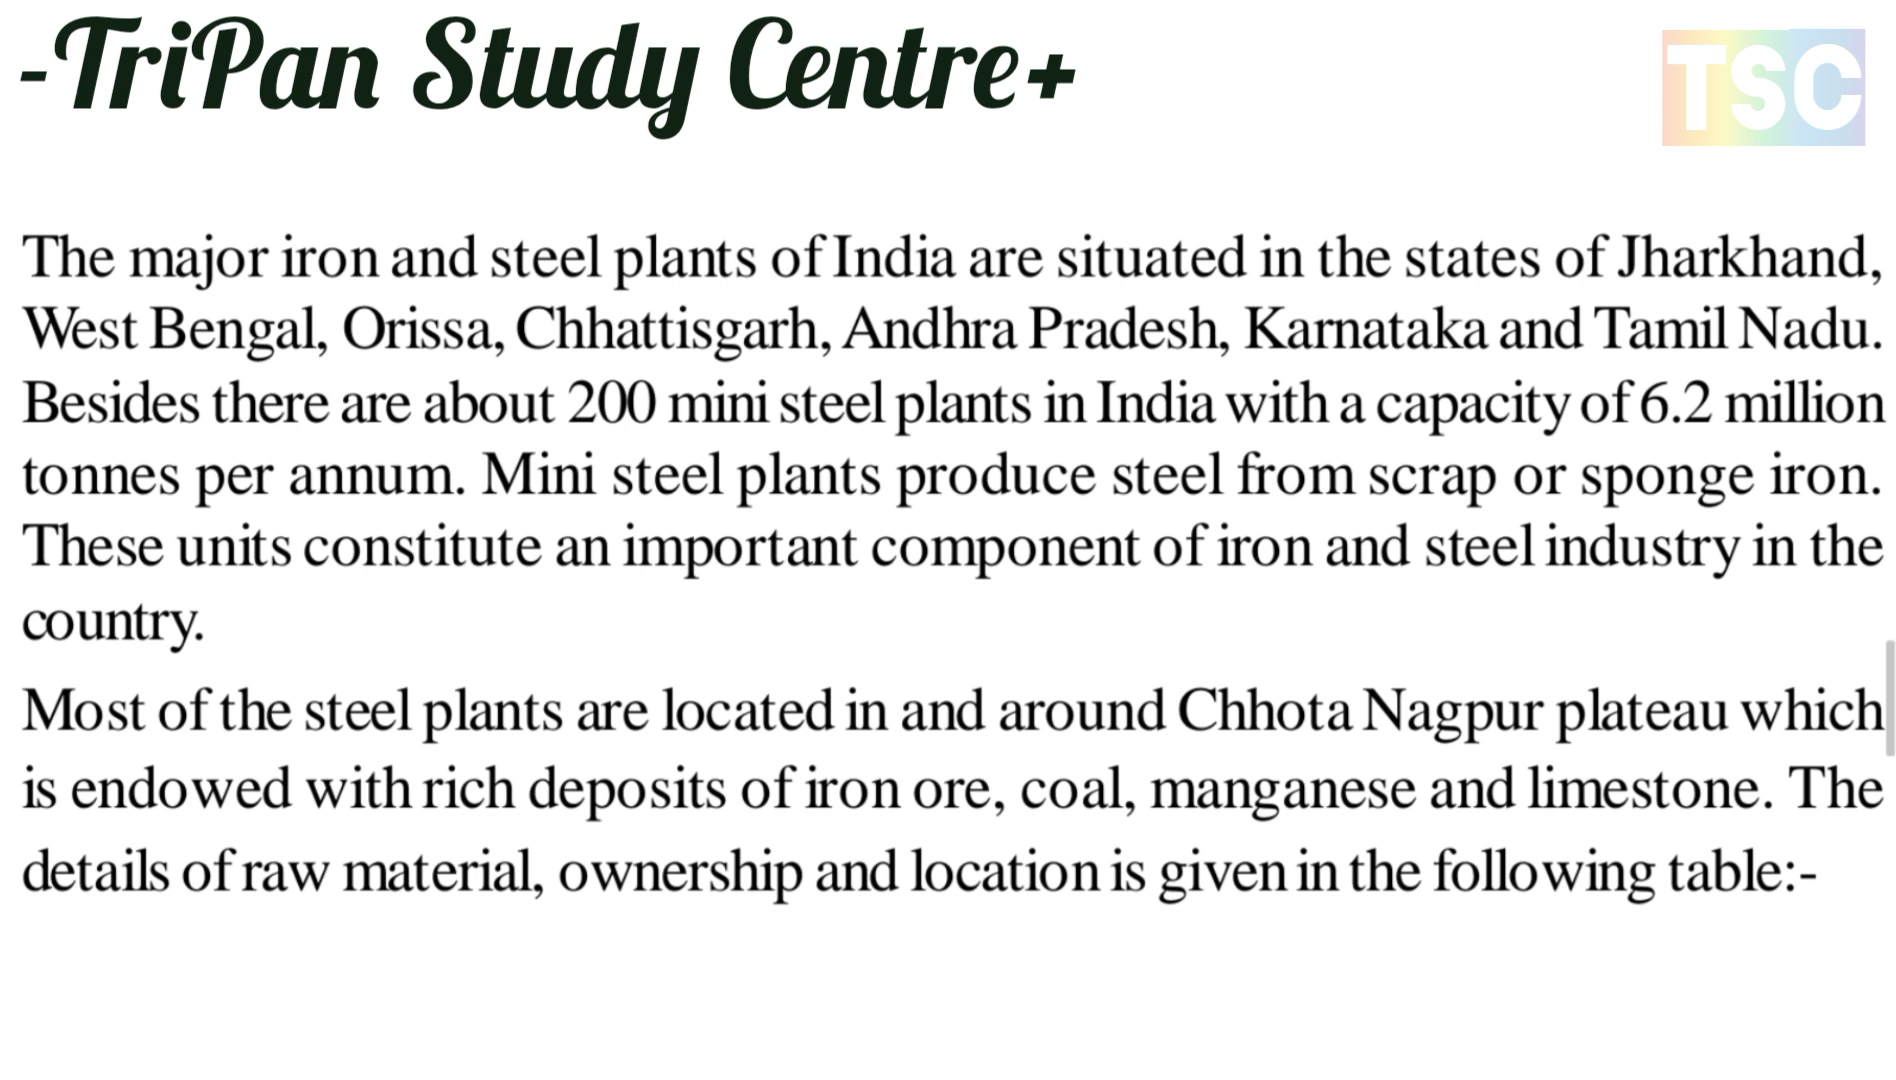 -TriPan Study Centre+
TSC
The major iron and steel plants of India are situated in the states of Jharkhand,
West Bengal, Orissa, Chhattisgarh, Andhra Pradesh, Karnataka and Tamil Nadu.
Besides there are about 200 mini steel plants in India with a capacity of 6.2 million
tonnes per annum. Mini steel plants produce steel from scrap or sponge iron.
These units constitute an important component of iron and steel industry in the
country.
Most of the steel plants are located in and around Chhota Nagpur plateau which
is endowed with rich deposits of iron ore, coal, manganese and limestone. The
details of raw material, ownership and location is given in the following table:-